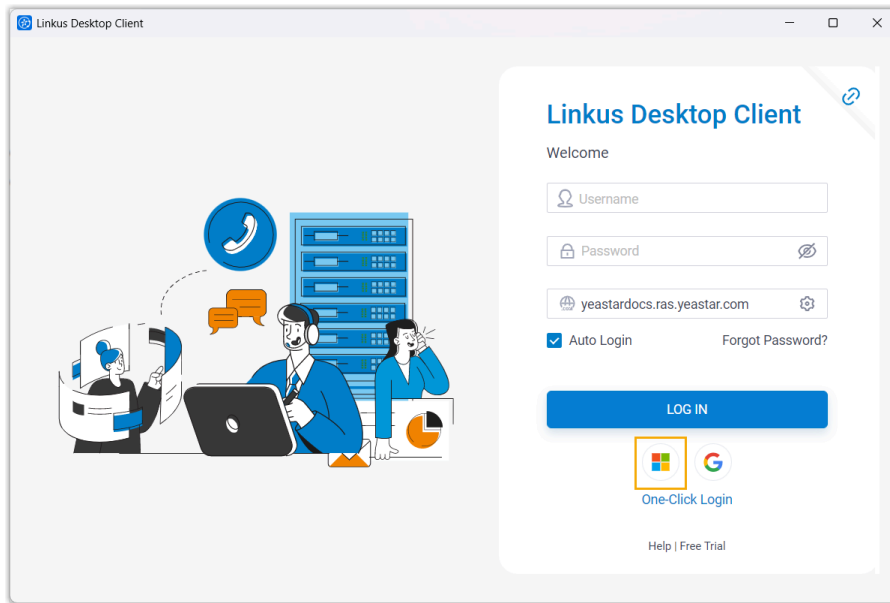 Linkus Desktop Client
Linkus Desktop Client
Welcome
Username
Password
yeastardocs.ras.yeastar.com
Auto Login
Forgot Password?
LOG IN
One-Click Login
Help | Free Trial